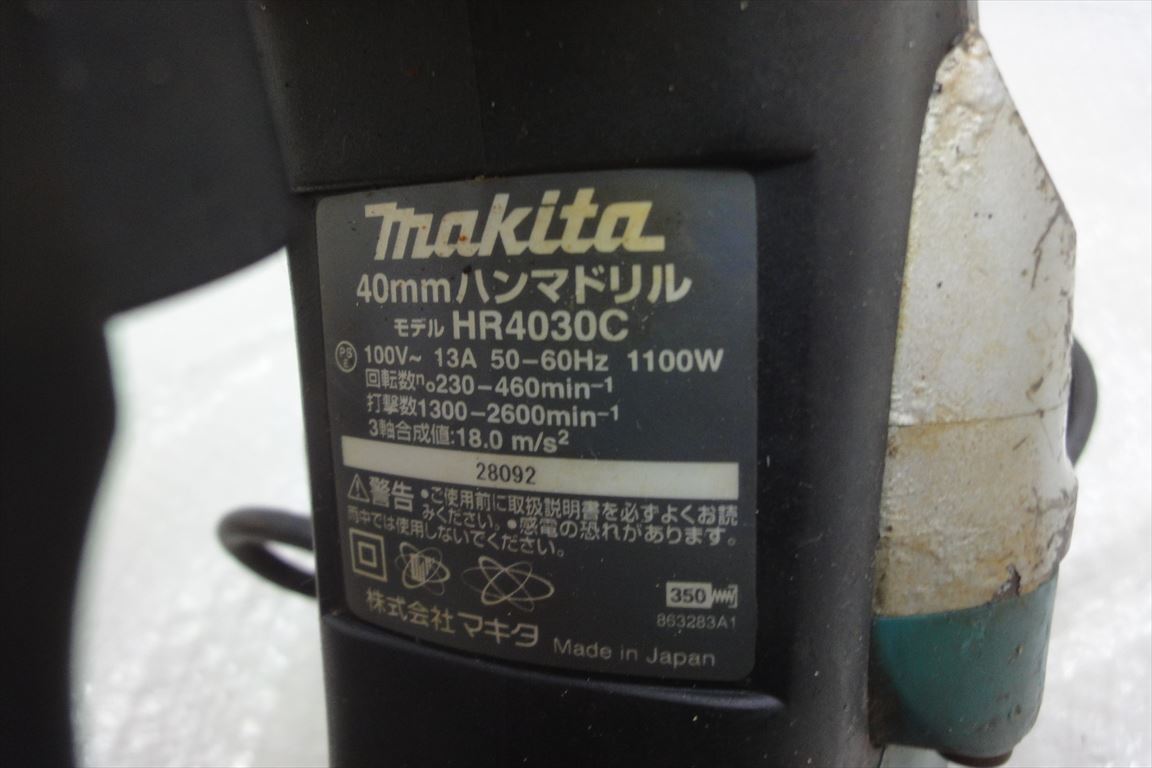 makita
40mmハンマドリル
モデル HR4030C
PSE 100V~ 13A 50-60Hz 1100W
回転数n₀230-460min⁻¹
打撃数1300-2600min⁻¹
3軸合成値:18.0 m/s²
28092
⚠警告 •ご使用前に取扱説明書を必ずよくお読
みください。•感電の恐れがあります。
雨中では使用しないでください。
350
863283A1
株式会社マキタ Made in Japan